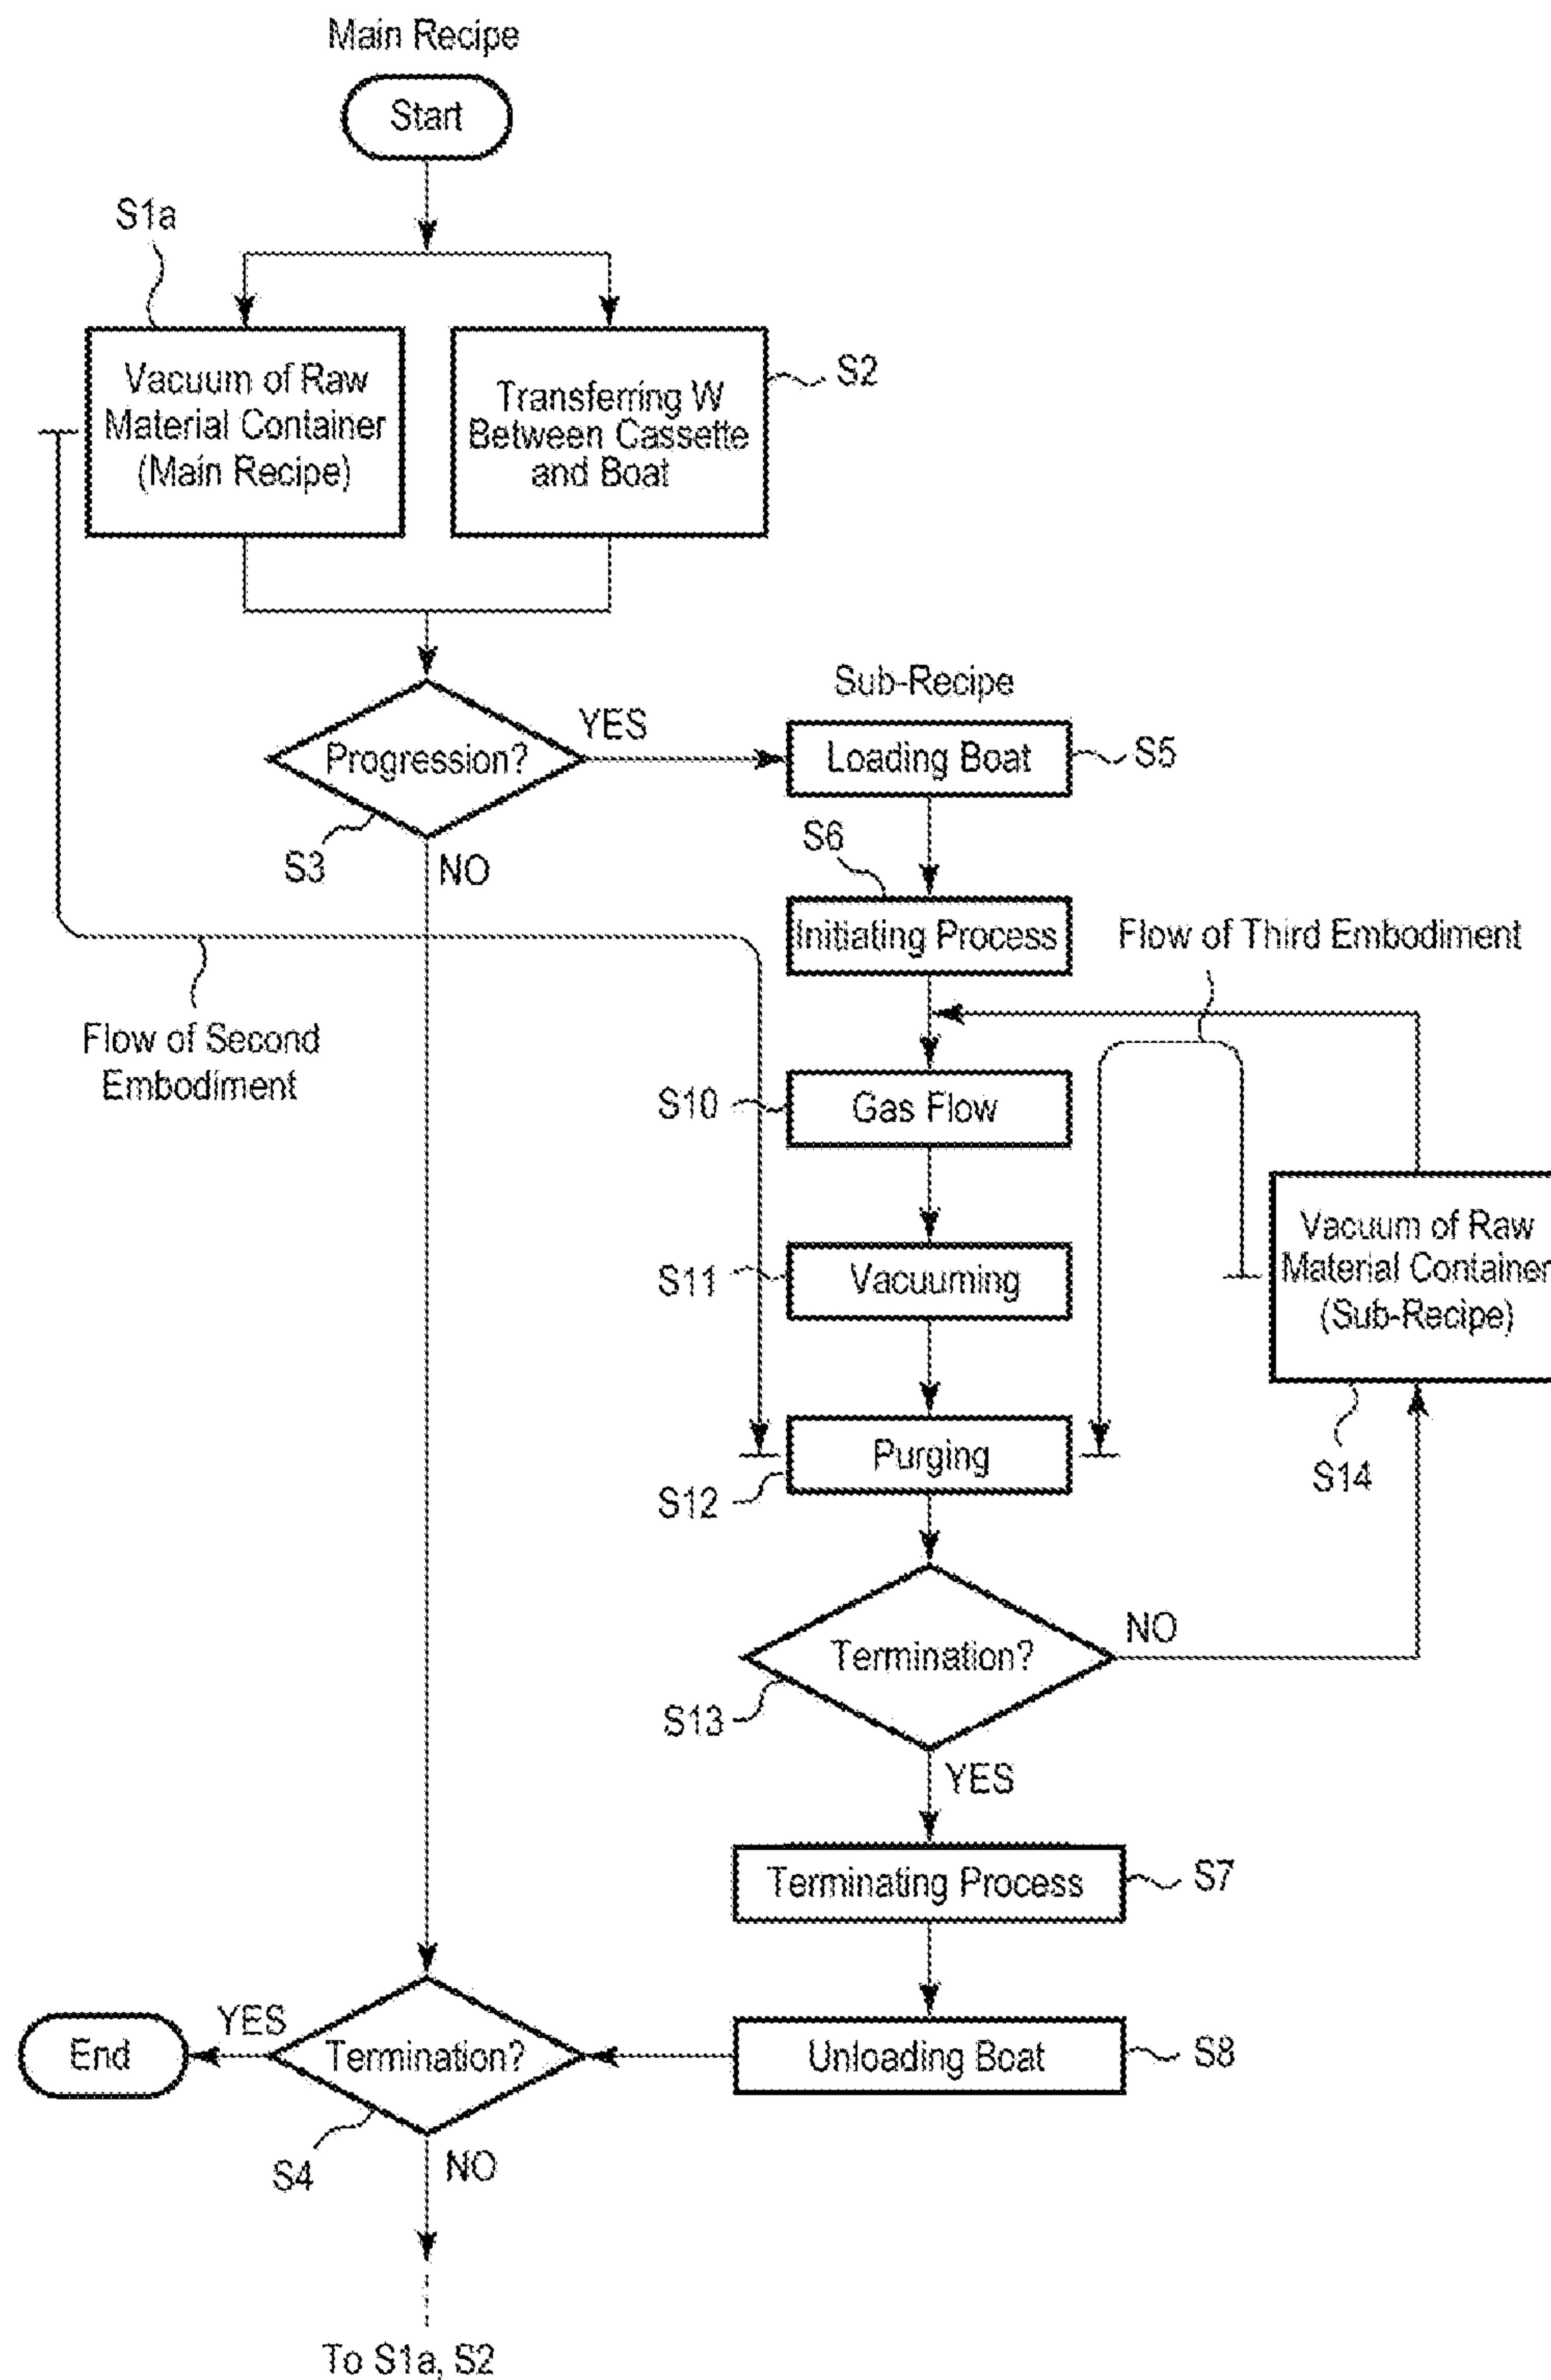 Main Recipe
Start
S1a
Vacuum of Raw
Material Container
(Main Recipe)
Transferring W
Between Cassette
and Boat
S2
Sub-Recipe
Progression?
YES
Loading Boat
S5
S3
NO
S6
Initiating Process
Flow of Third Embodiment
Flow of Second
Embodiment
S10
Gas Flow
S11
Vacuuming
Vacuum of Raw
Material Container
(Sub-Recipe)
S12
Purging
S14
Termination?
NO
S13
YES
Terminating Process
S7
End
YES
Termination?
Unloading Boat
S8
S4
NO
To S1a, S2